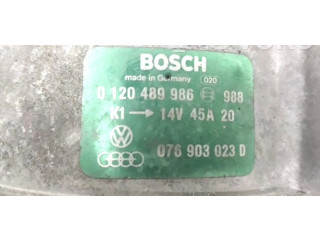 BOSCH
made in Germany 020
0 120 489 986 988
K1 → 14V 45A 20
076 903 023 D